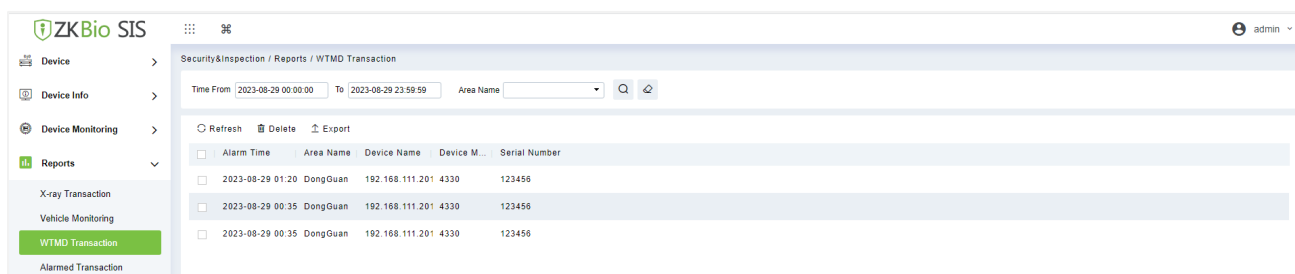 ZKBio SIS
admin
Device
Device Info
Device Monitoring
Reports
X-ray Transaction
Vehicle Monitoring
WTMD Transaction
Alarmed Transaction
Security&Inspection / Reports / WTMD Transaction
Time From 2023-08-29 00:00:00 To 2023-08-29 23:59:59 Area Name
Refresh Delete Export
Alarm Time Area Name Device Name Device M... Serial Number
2023-08-29 01:20 DongGuan 192.168.111.201 4330 123456
2023-08-29 00:35 DongGuan 192.168.111.201 4330 123456
2023-08-29 00:35 DongGuan 192.168.111.201 4330 123456